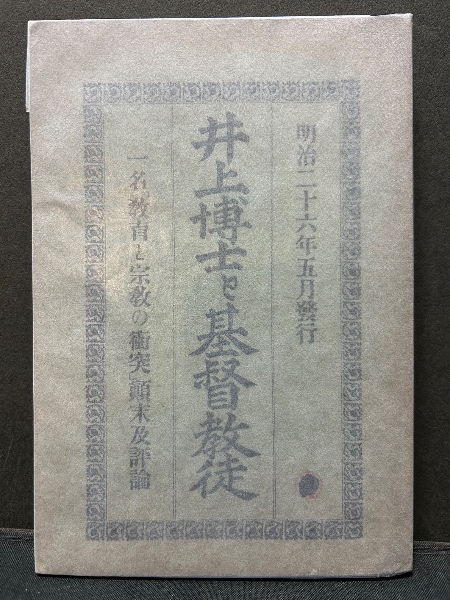 明治二十六年五月發行
井上博士と基督教徒
一名教育と宗教の衝突顛末及評論